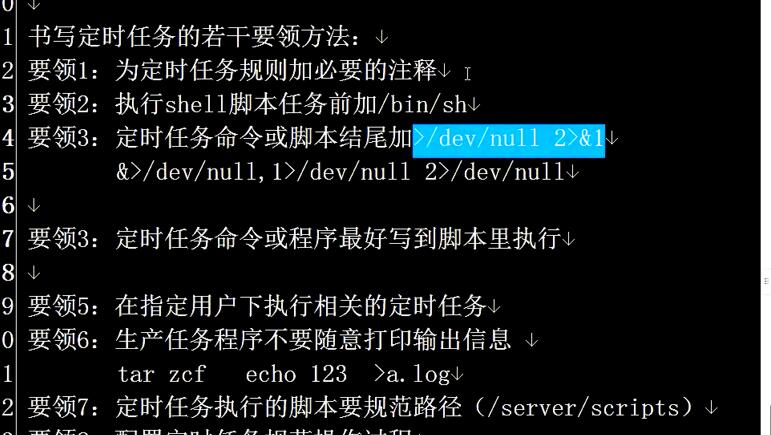 0
1 书写定时任务的若干要领方法：↓
2 要领1：为定时任务规则加必要的注释↓
3 要领2：执行shell脚本任务前加/bin/sh↓
4 要领3：定时任务命令或脚本结尾加>/dev/null 2>&1↓
5 &>/dev/null,1>/dev/null 2>/dev/null↓
6 ↓
7 要领3：定时任务命令或程序最好写到脚本里执行↓
8 ↓
9 要领5：在指定用户下执行相关的定时任务↓
0 要领6：生产任务程序不要随意打印输出信息 ↓
1 tar zcf   echo 123  >a.log↓
2 要领7：定时任务执行的脚本要规范路径（/server/scripts）↓